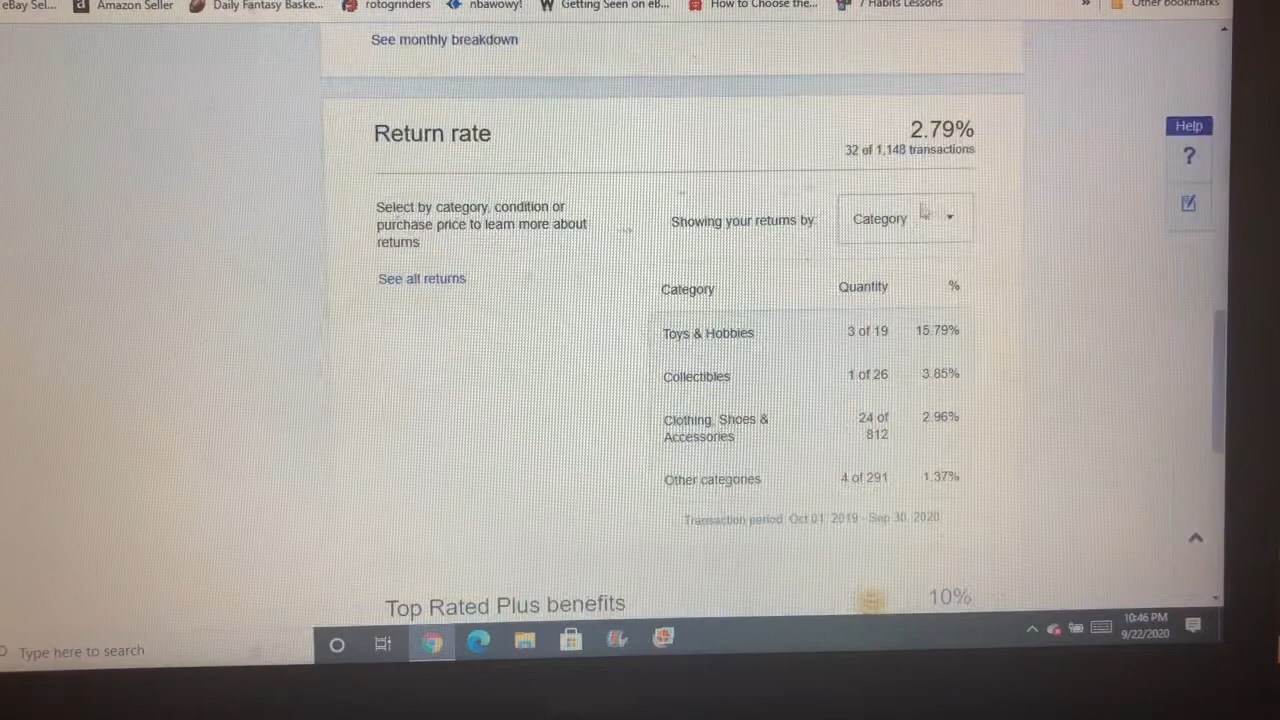 eBay Sel... Amazon Seller Daily Fantasy Baske... rotogrinders nbawowy! Getting Seen on eB... How to Choose the... 7 Habits Lessons » Other bookmarks
See monthly breakdown
Return rate 2.79%
32 of 1,148 transactions
Help
?
Select by category, condition or
purchase price to learn more about
returns
Showing your returns by: Category
See all returns
Category Quantity %
Toys & Hobbies 3 of 19 15.79%
Collectibles 1 of 26 3.85%
Clothing, Shoes & 24 of 2.96%
Accessories 812
Other categories 4 of 291 1.37%
Transaction period: Oct 01, 2019 - Sep 30, 2020
Top Rated Plus benefits 10%
Type here to search
10:46 PM
9/22/2020